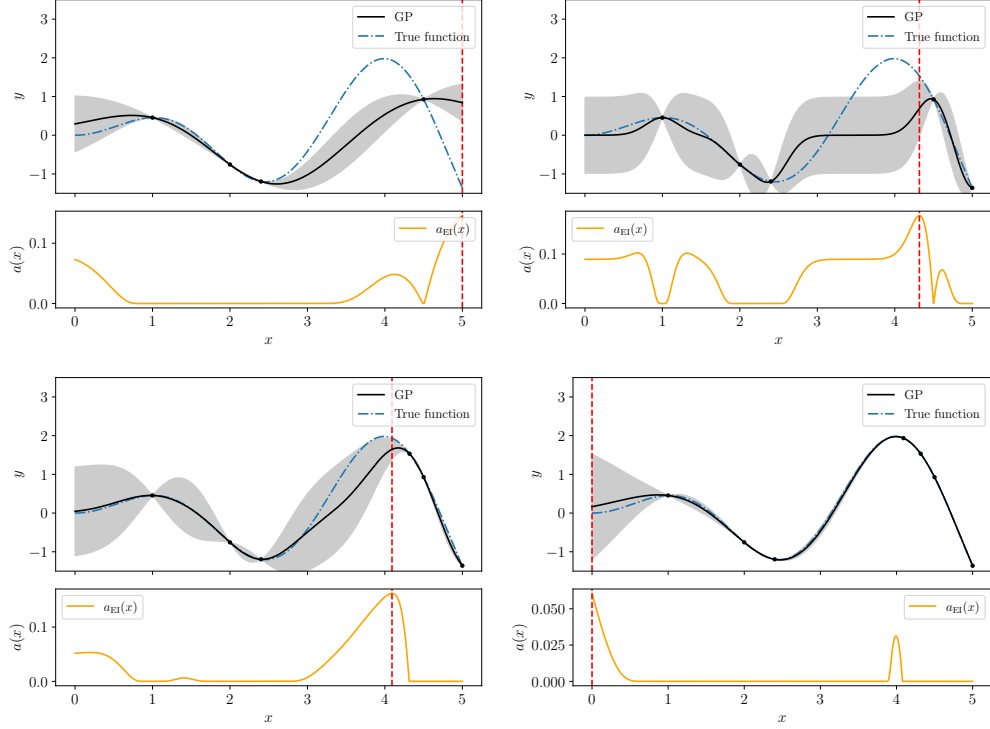 3
2
1
0
−1
y
GP
True function
0.1
0.0
a(x)
a_EI(x)
0 1 2 3 4 5
x
3
2
1
0
−1
y
GP
True function
0.1
0.0
a(x)
a_EI(x)
0 1 2 3 4 5
x
3
2
1
0
−1
y
GP
True function
0.1
0.0
a(x)
a_EI(x)
0 1 2 3 4 5
x
3
2
1
0
−1
y
GP
True function
0.050
0.025
0.000
a(x)
a_EI(x)
0 1 2 3 4 5
x